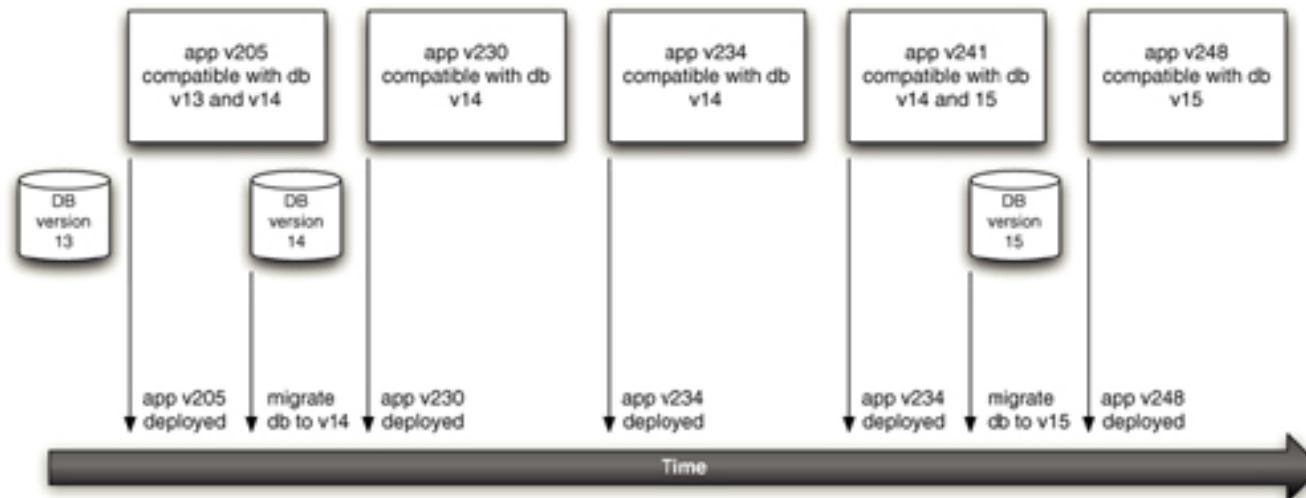 app v205
compatible with db
v13 and v14
app v230
compatible with db
v14
app v234
compatible with db
v14
app v241
compatible with db
v14 and 15
app v248
compatible with db
v15
DB
version
13
DB
version
14
DB
version
15
app v205
deployed
migrate
db to v14
app v230
deployed
app v234
deployed
app v234
deployed
migrate
db to v15
app v248
deployed
Time